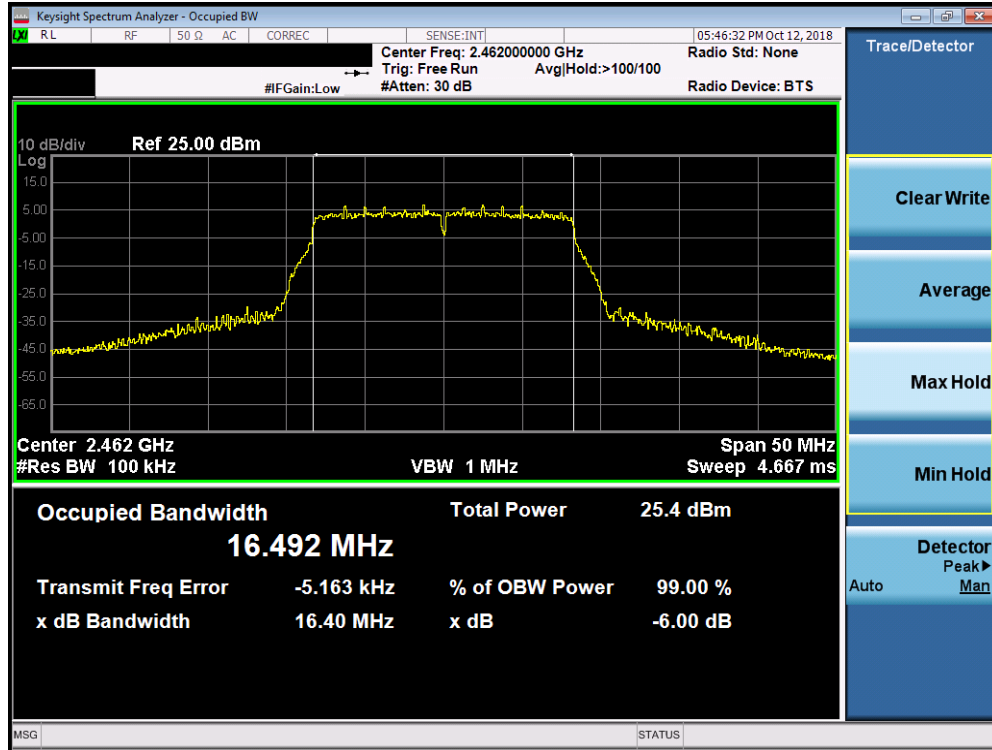 Keysight Spectrum Analyzer - Occupied BW
LXI RL RF 50 Ω AC CORREC SENSE:INT 05:46:32 PM Oct 12, 2018
Center Freq: 2.462000000 GHz Radio Std: None
Trig: Free Run Avg|Hold:>100/100
#IFGain:Low #Atten: 30 dB Radio Device: BTS
10 dB/div Ref 25.00 dBm
Log
15.0
5.00
-5.00
-15.0
-25.0
-35.0
-45.0
-55.0
-65.0
Center 2.462 GHz Span 50 MHz
#Res BW 100 kHz VBW 1 MHz Sweep 4.667 ms
Occupied Bandwidth Total Power 25.4 dBm
16.492 MHz
Transmit Freq Error -5.163 kHz % of OBW Power 99.00 %
x dB Bandwidth 16.40 MHz x dB -6.00 dB
Trace/Detector
Clear Write
Average
Max Hold
Min Hold
Detector
Peak▶
Auto Man
MSG STATUS